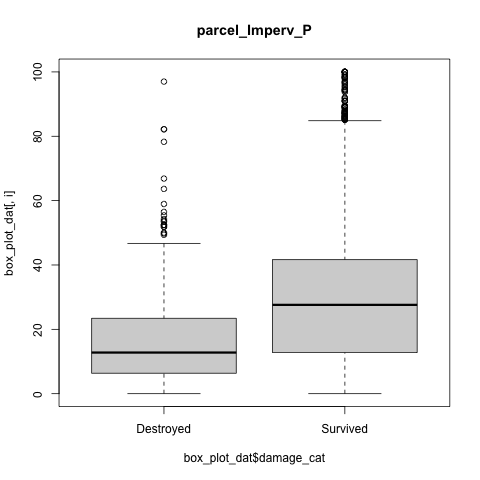 parcel_Imperv_P
100
80
60
40
20
0
box_plot_dat[, i]
Destroyed
Survived
box_plot_dat$damage_cat